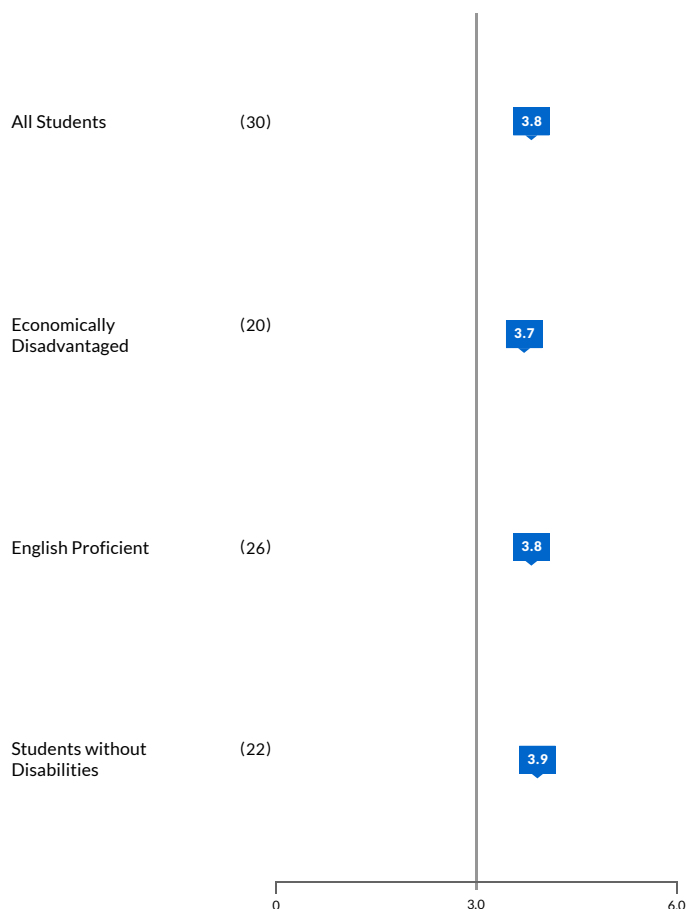 All Students (30) 3.8
Economically (20) 3.7
Disadvantaged
English Proficient (26) 3.8
Students without (22) 3.9
Disabilities
0 3.0 6.0